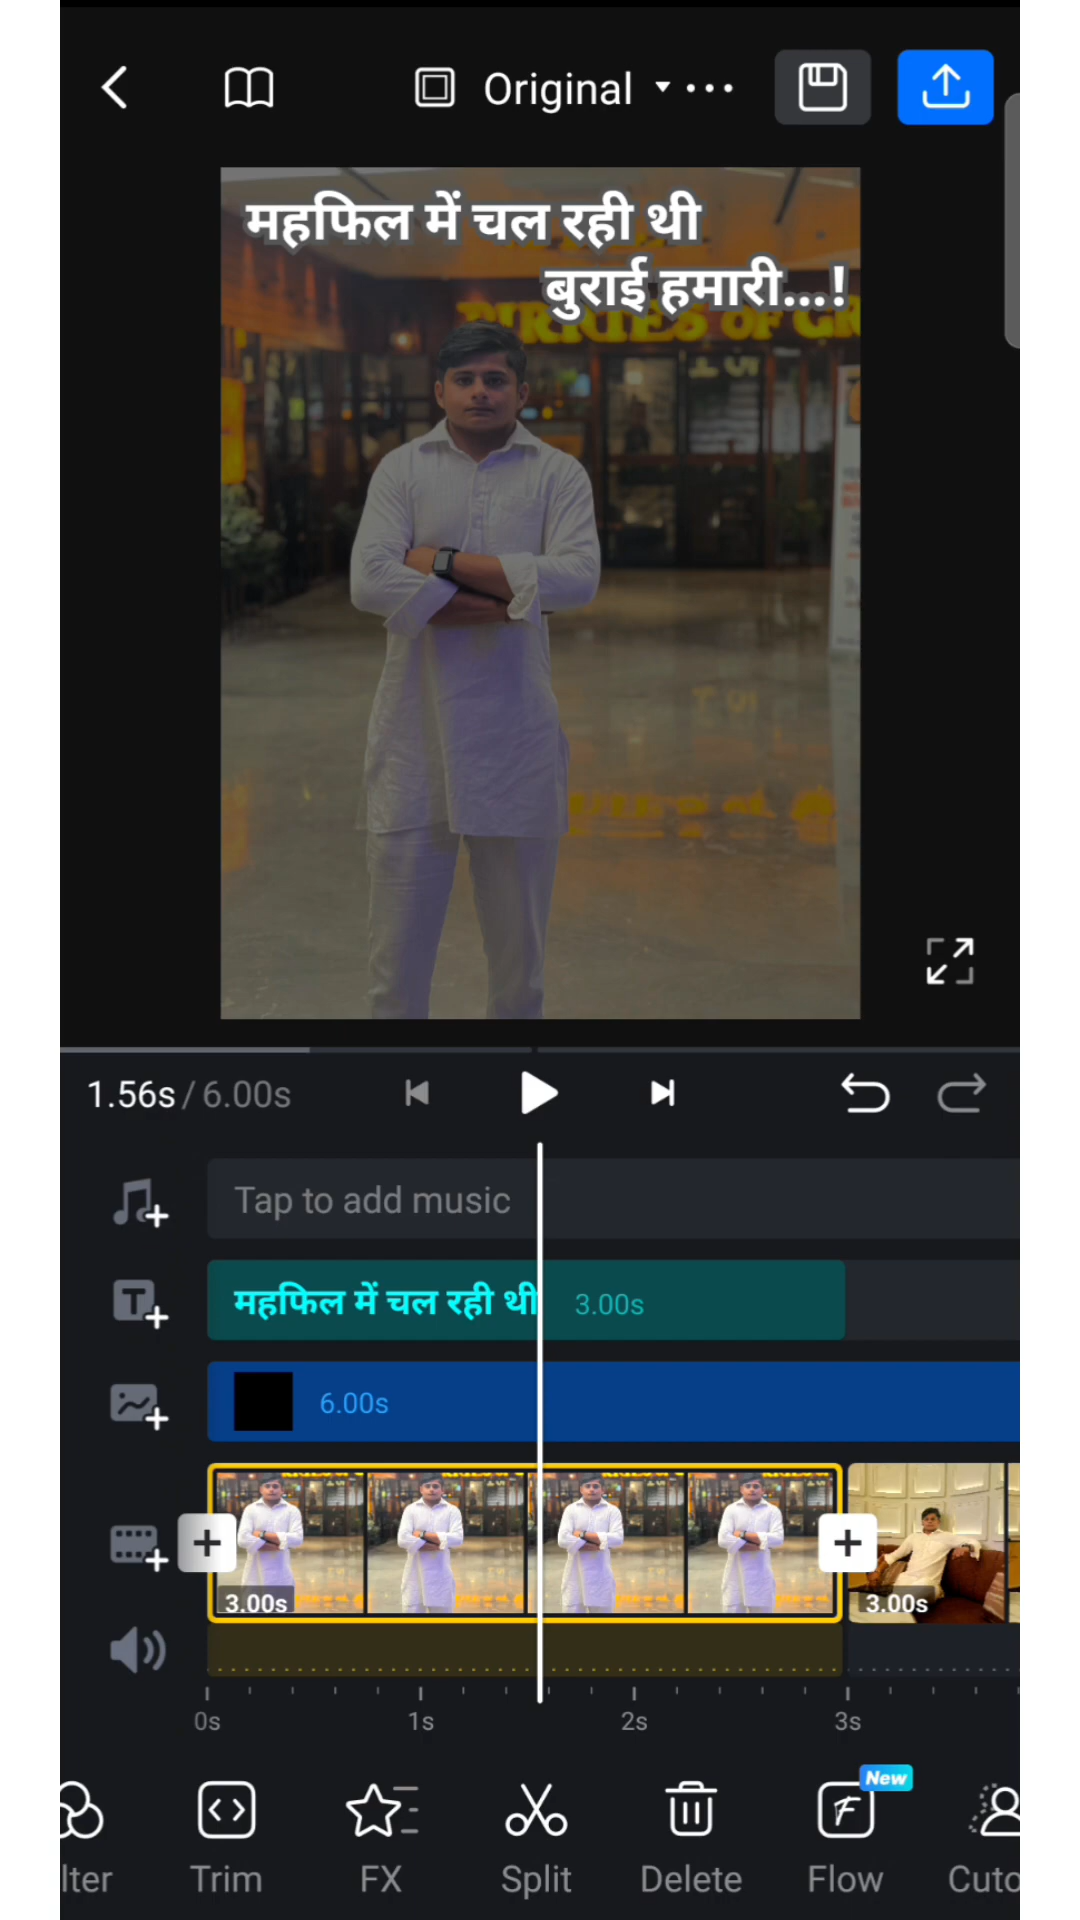 Original
महफिल में चल रही थी
बुराई हमारी...!
1.56s / 6.00s
Tap to add music
महफिल में चल रही थी 3.00s
6.00s
3.00s
3.00s
0s 1s 2s 3s
New
lter Trim FX Split Delete Flow Cuto